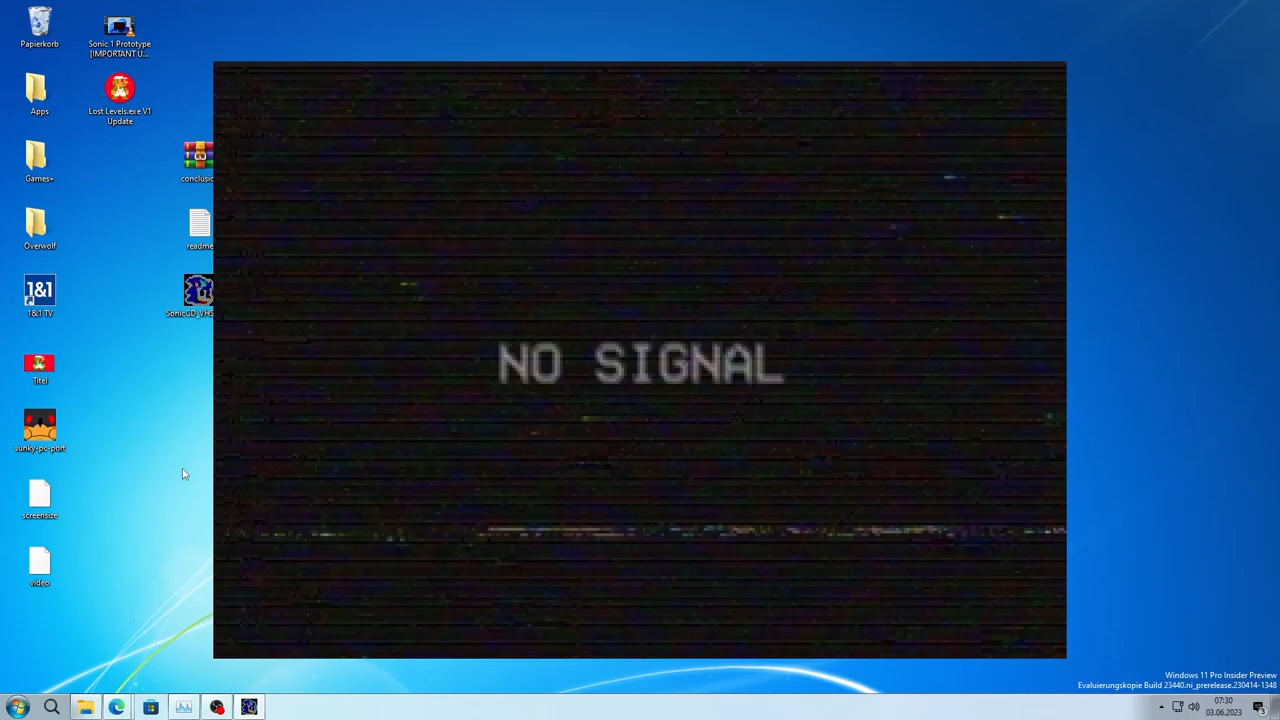 Papierkorb
Sonic 1 Prototype
[IMPORTANT U...
Apps
Lost Levels.exe V1
Update
Games+
Overwolf
readme
1&1
1&1 TV
Titel
sunky-pc-port
screensize
video
NO SIGNAL
Windows 11 Pro Insider Preview
Evaluierungskopie Build 23440.ni_prerelease.230414-1348
07:30
03.06.2023
3